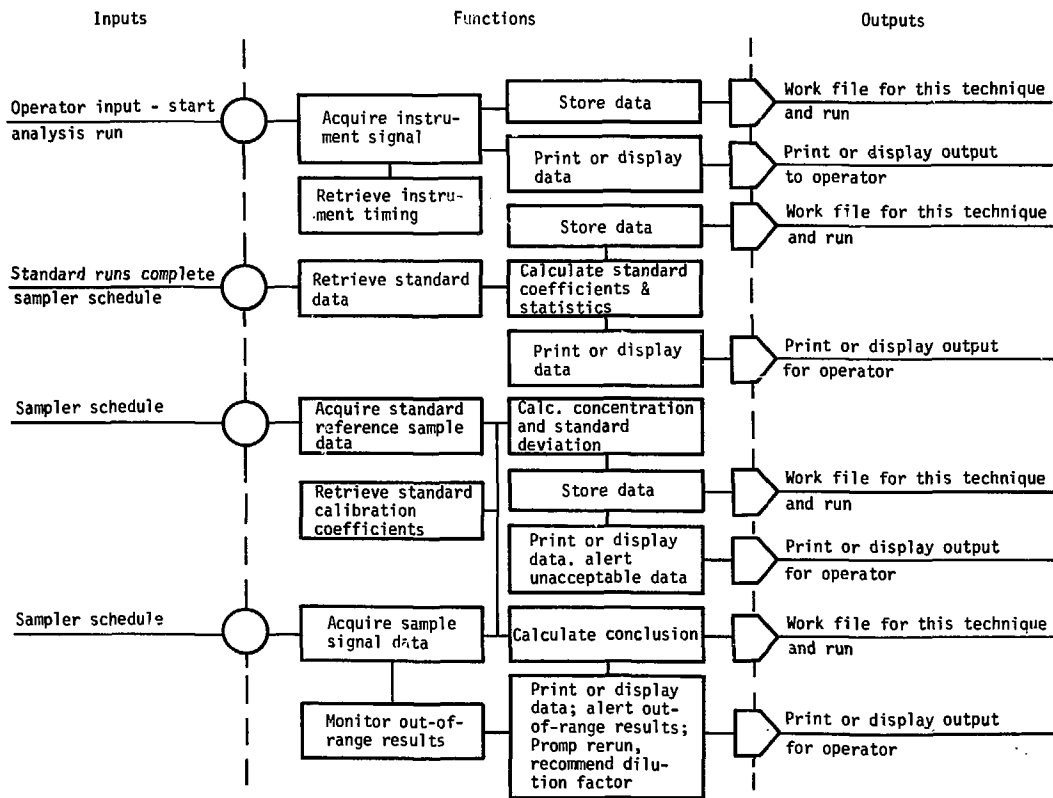 Inputs
Functions
Outputs
Operator input - start
analysis run
Acquire instru-
ment signal
Store data
Work file for this technique
and run
Print or display
data
Print or display output
to operator
Retrieve instru-
ment timing
Store data
Work file for this technique
and run
Standard runs complete
sampler schedule
Retrieve standard
data
Calculate standard
coefficients &
statistics
Print or display
data
Print or display output
for operator
Sampler schedule
Acquire standard
reference sample
data
Calc. concentration
and standard
deviation
Retrieve standard
calibration
coefficients
Store data
Work file for this technique
and run
Print or display
data. alert
unacceptable data
Print or display output
for operator
Sampler schedule
Acquire sample
signal data
Calculate conclusion
Work file for this technique
and run
Monitor out-of-
range results
Print or display
data; alert out-
of-range results;
Promp rerun,
recommend dilu-
tion factor
Print or display output
for operator